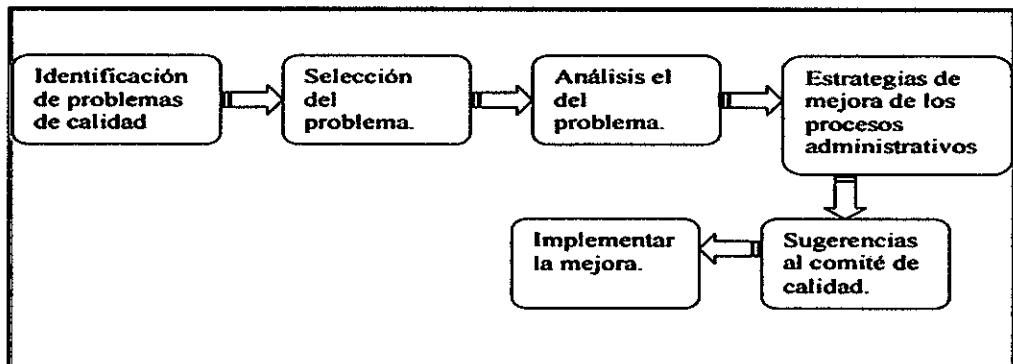 Identificación
de problemas
de calidad
Selección
del
problema.
Análisis el
del
problema.
Estrategias de
mejora de los
procesos
administrativos
Sugerencias
al comité de
calidad.
Implementar
la mejora.